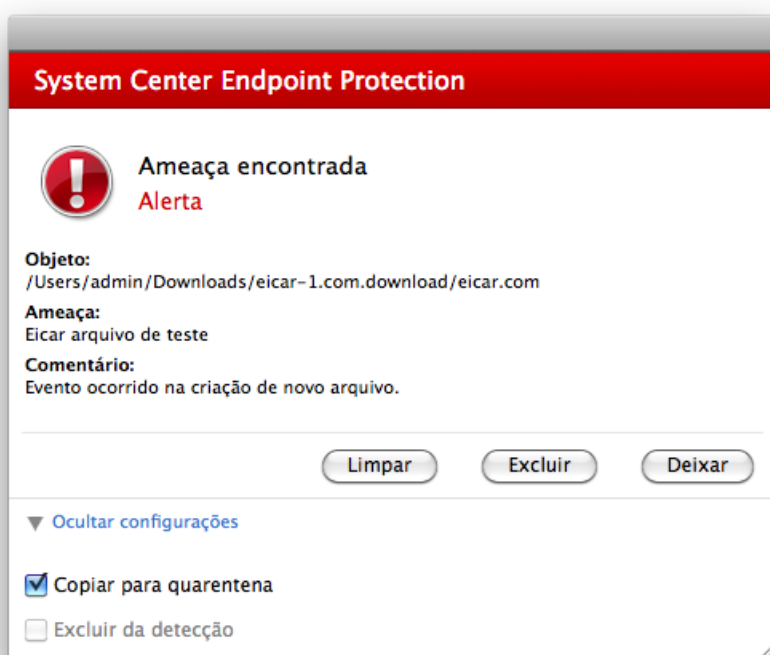 System Center Endpoint Protection
Ameaça encontrada
Alerta
Objeto:
/Users/admin/Downloads/eicar-1.com.download/eicar.com
Ameaça:
Eicar arquivo de teste
Comentário:
Evento ocorrido na criação de novo arquivo.
Limpar Excluir Deixar
Ocultar configurações
Copiar para quarentena
Excluir da detecção